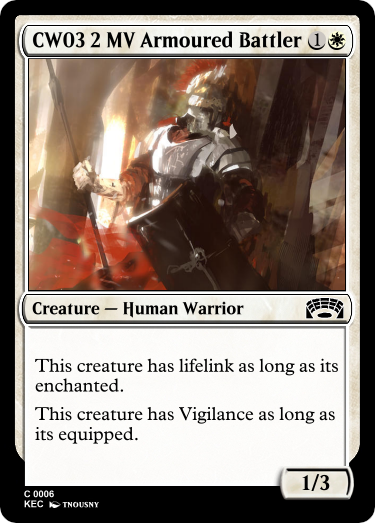 CW03 2 MV Armoured Battler 1
Creature — Human Warrior
This creature has lifelink as long as its
enchanted.
This creature has Vigilance as long as
its equipped.
1/3
C 0006
KEC TNOUSNY